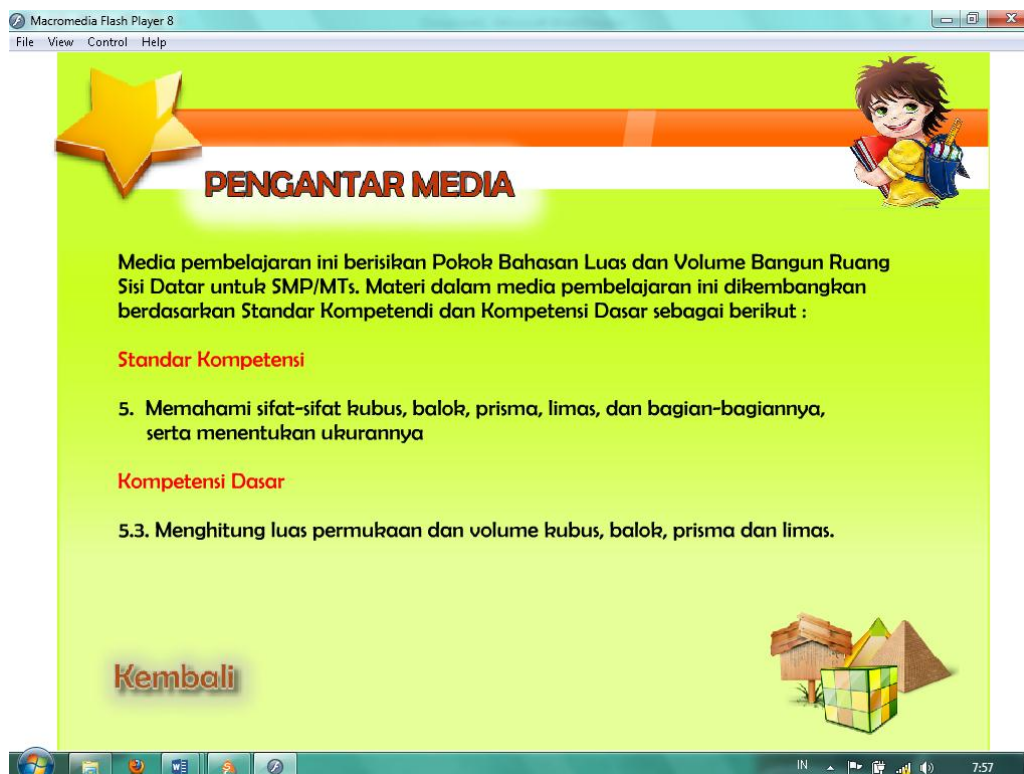 Macromedia Flash Player 8
File View Control Help
PENGANTAR MEDIA
Media pembelajaran ini berisikan Pokok Bahasan Luas dan Volume Bangun Ruang
Sisi Datar untuk SMP/MTs. Materi dalam media pembelajaran ini dikembangkan
berdasarkan Standar Kompetendi dan Kompetensi Dasar sebagai berikut :
Standar Kompetensi
5. Memahami sifat-sifat kubus, balok, prisma, limas, dan bagian-bagiannya,
serta menentukan ukurannya
Kompetensi Dasar
5.3. Menghitung luas permukaan dan volume kubus, balok, prisma dan limas.
Kembali
IN 7:57